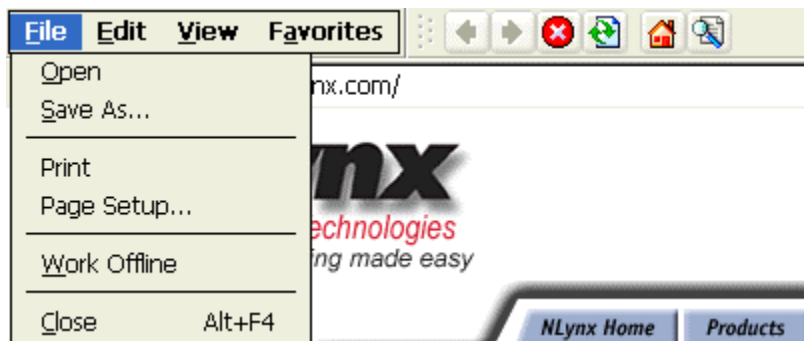 File Edit View Favorites
Open
nx.com/
Save As...
Print
Page Setup...
echnologies
ing made easy
Work Offline
Close Alt+F4
NLynx Home Products